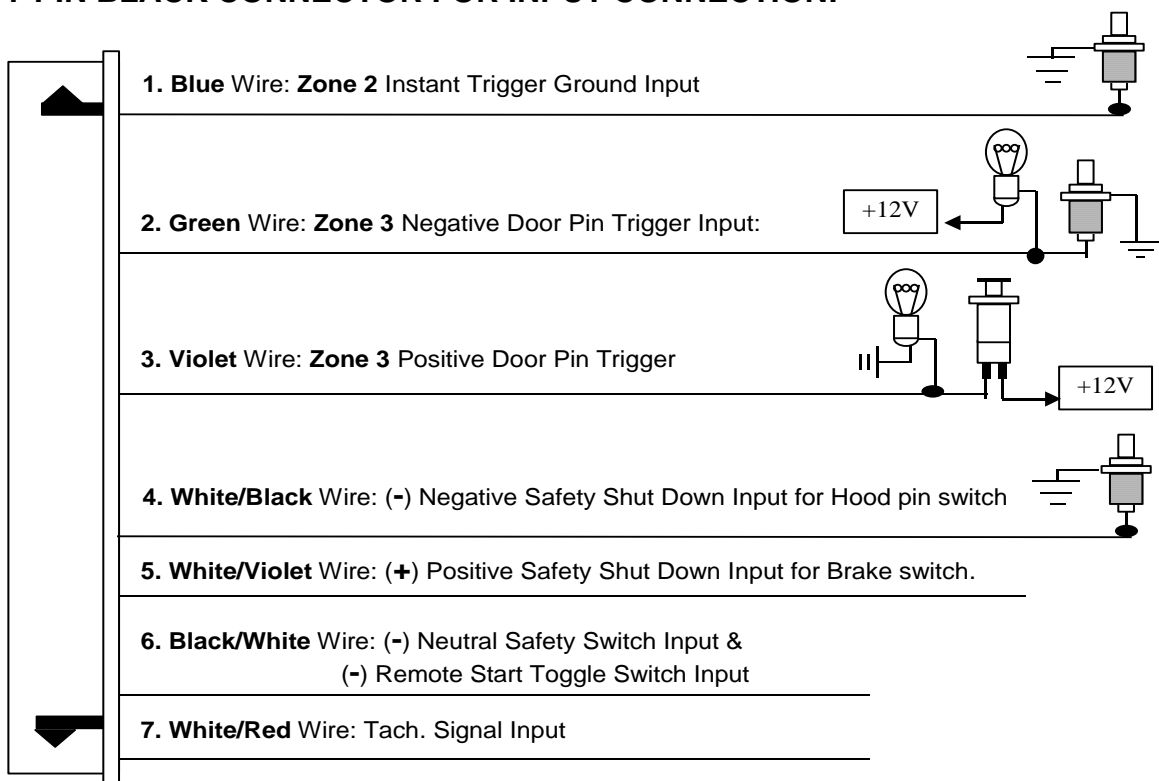 1. Blue Wire: Zone 2 Instant Trigger Ground Input
+12V
2. Green Wire: Zone 3 Negative Door Pin Trigger Input:
3. Violet Wire: Zone 3 Positive Door Pin Trigger
+12V
4. White/Black Wire: (-) Negative Safety Shut Down Input for Hood pin switch
5. White/Violet Wire: (+) Positive Safety Shut Down Input for Brake switch.
6. Black/White Wire: (-) Neutral Safety Switch Input &
(-) Remote Start Toggle Switch Input
7. White/Red Wire: Tach. Signal Input